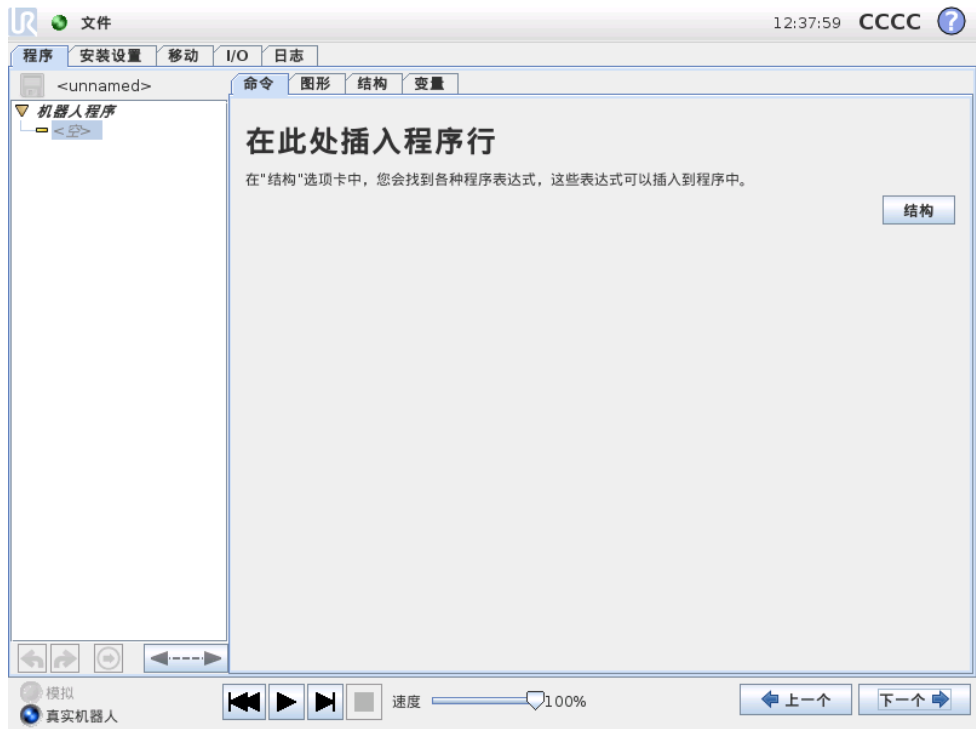 UR 文件 12:37:59 CCCC ?
程序 安装设置 移动 I/O 日志
<unnamed>
命令 图形 结构 变量
机器人程序
<空>
在此处插入程序行
在"结构"选项卡中，您会找到各种程序表达式，这些表达式可以插入到程序中。
结构
模拟
真实机器人
速度 100%
上一个 下一个